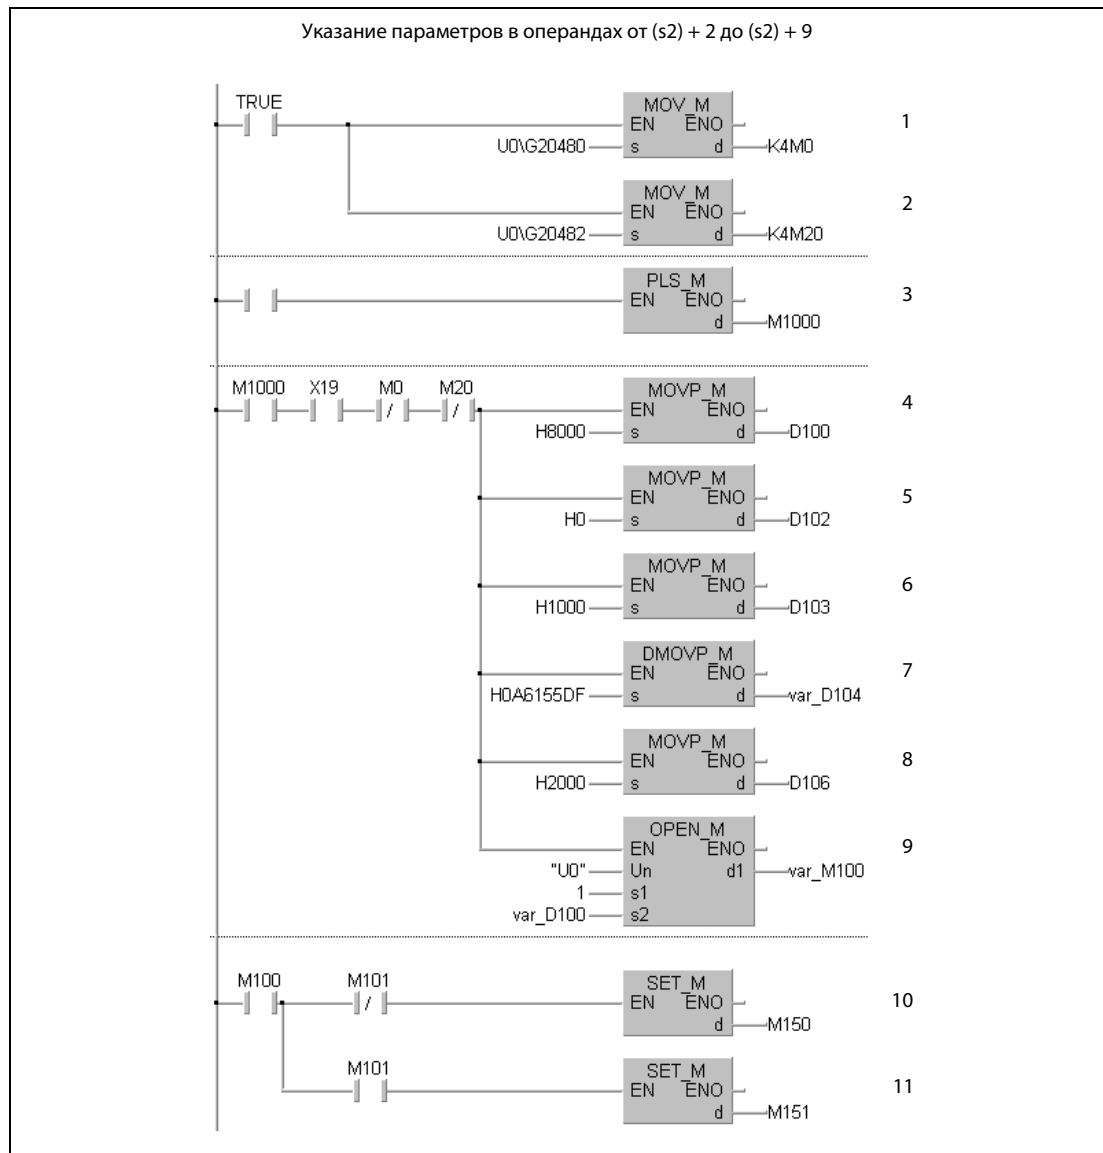 Указание параметров в операндах от (s2) + 2 до (s2) + 9
TRUE
MOV_M
EN ENO
1
U0\G20480 s d K4M0
MOV_M
EN ENO
2
U0\G20482 s d K4M20
PLS_M
EN ENO
3
d M1000
M1000 X19 M0 M20
MOVP_M
EN ENO
4
H8000 s d D100
MOVP_M
EN ENO
5
H0 s d D102
MOVP_M
EN ENO
6
H1000 s d D103
DMOVP_M
EN ENO
7
H0A6155DF s d var_D104
MOVP_M
EN ENO
8
H2000 s d D106
OPEN_M
EN ENO
9
"U0" Un d1 var_M100
1 s1
var_D100 s2
M100 M101
SET_M
EN ENO
10
d M150
M101
SET_M
EN ENO
11
d M151